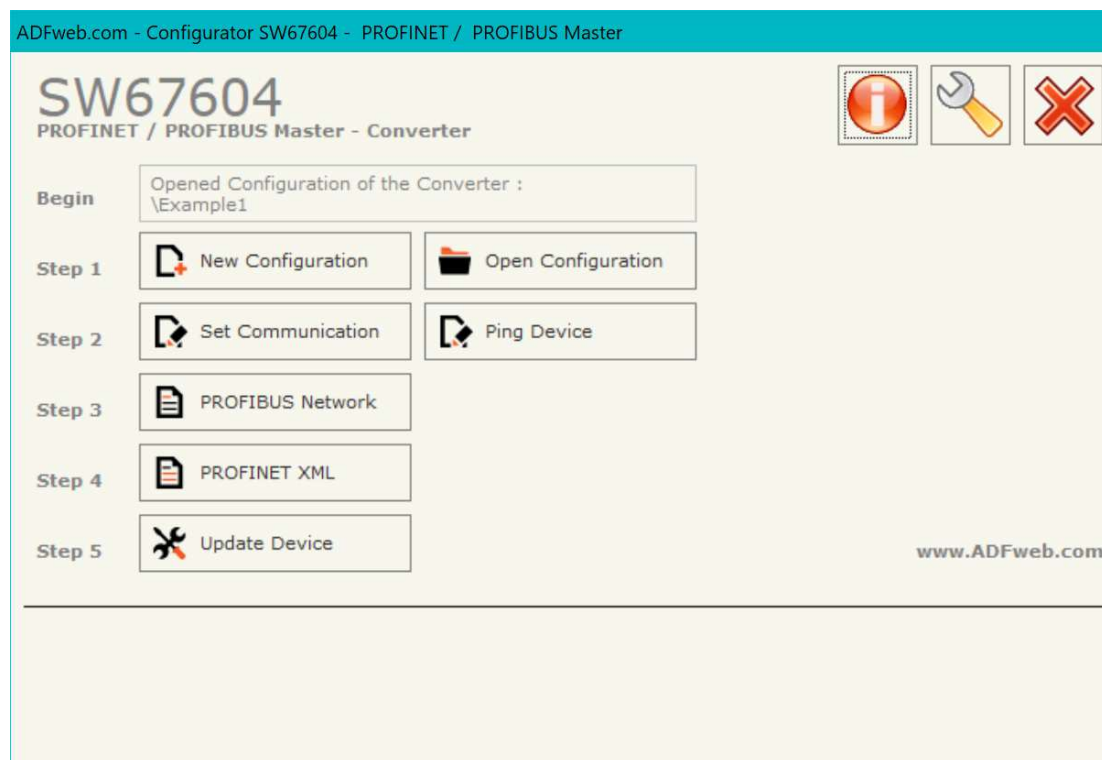 ADFweb.com - Configurator SW67604 - PROFINET / PROFIBUS Master
SW67604
PROFINET / PROFIBUS Master - Converter
Begin
Opened Configuration of the Converter :
\Example1
Step 1
New Configuration
Open Configuration
Step 2
Set Communication
Ping Device
Step 3
PROFIBUS Network
Step 4
PROFINET XML
Step 5
Update Device
www.ADFweb.com